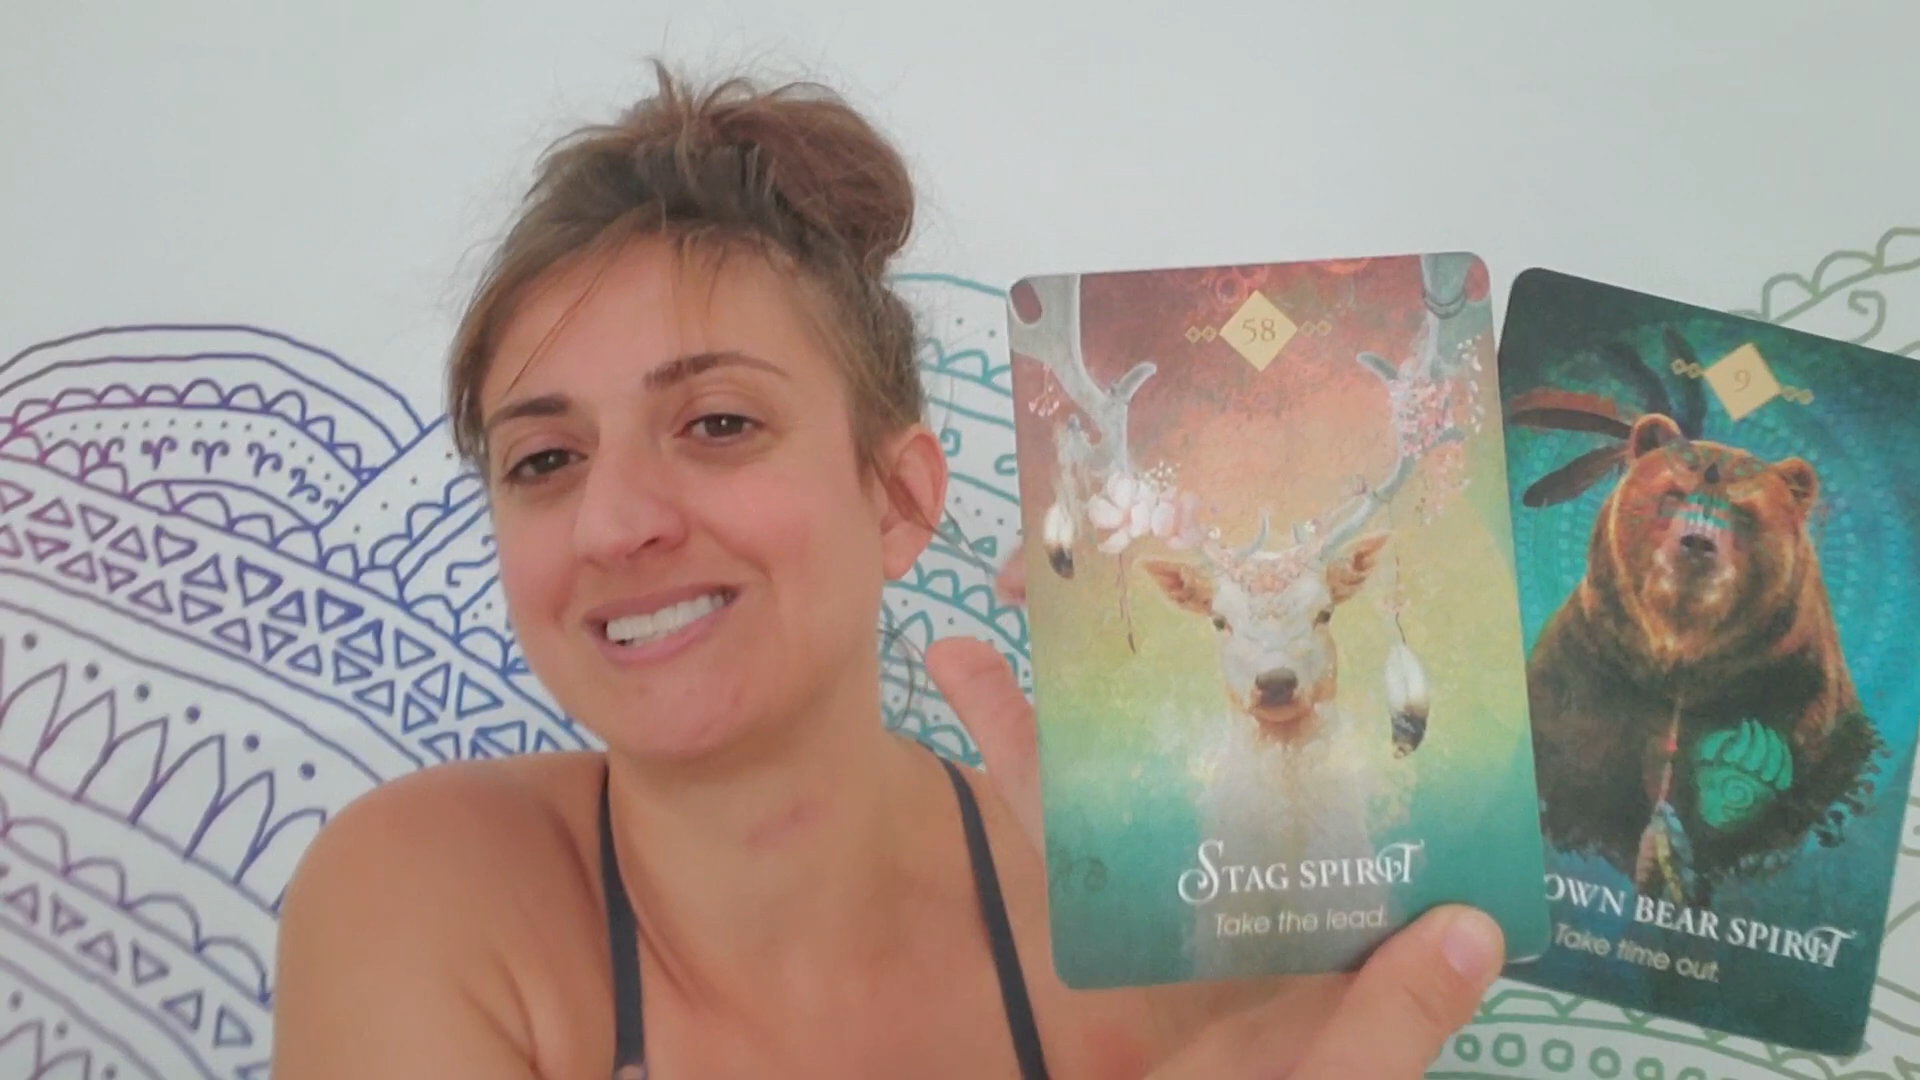 58
STAG SPIRIT
Take the lead.
9
OWN BEAR SPIRIT
Take time out.